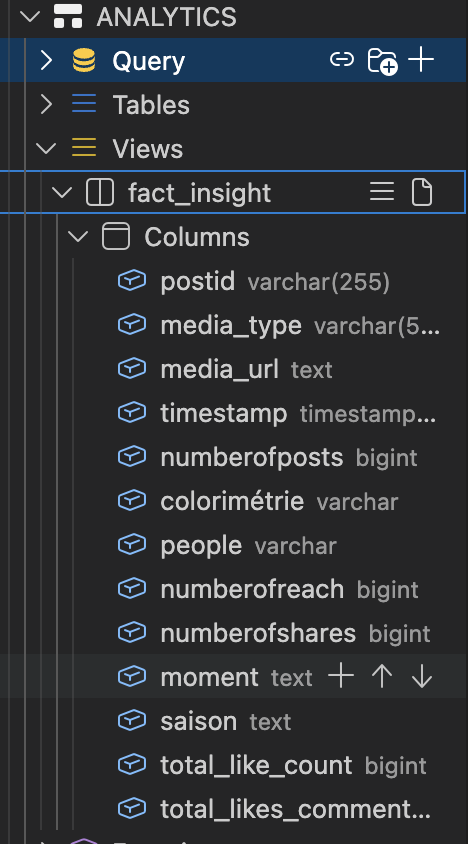 ANALYTICS
Query
Tables
Views
fact_insight
Columns
postid varchar(255)
media_type varchar(5...
media_url text
timestamp timestamp...
numberofposts bigint
colorimétrie varchar
people varchar
numberofreach bigint
numberofshares bigint
moment text
saison text
total_like_count bigint
total_likes_comment...